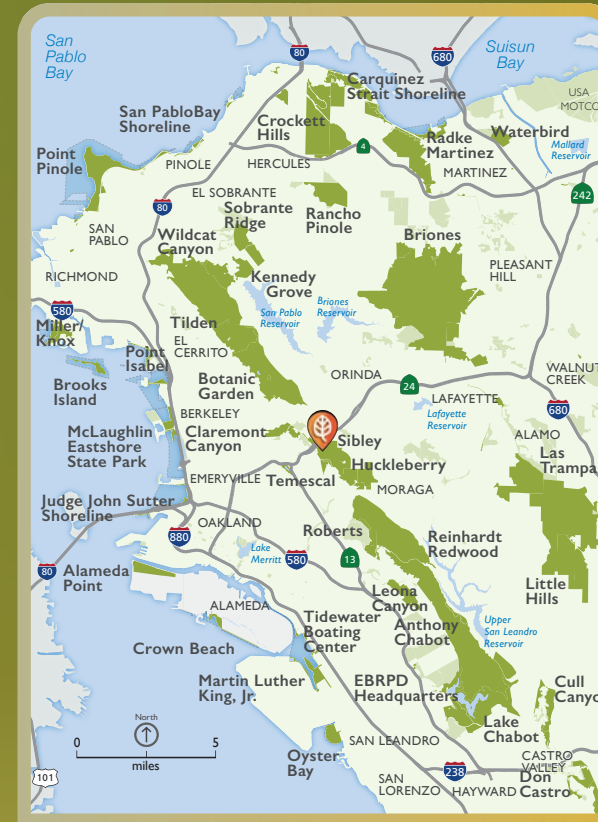 San
Pablo
Bay
80
680
Suisun
Bay
Carquinez
Strait Shoreline
USA
MOTCO
San PabloBay
Shoreline
Crockett
Hills
Radke
Martinez
Waterbird
Mallard
Reservoir
Point
Pinole
PINOLE
HERCULES
4
MARTINEZ
EL SOBRANTE
242
80
Sobrante
Ridge
Rancho
Pinole
SAN
PABLO
Wildcat
Canyon
Briones
PLEASANT
HILL
RICHMOND
Kennedy
Grove
San Pablo
Reservoir
Briones
Reservoir
580
Miller/
Knox
Tilden
EL
CERRITO
Point
Isabel
Brooks
Island
Botanic
Garden
ORINDA
24
WALNUT
CREEK
LAFAYETTE
Lafayette
Reservoir
680
BERKELEY
McLaughlin
Eastshore
State Park
Claremont
Canyon
Sibley
ALAMO
Las
Trampa
Huckleberry
EMERYVILLE
Temescal
MORAGA
Judge John Sutter
Shoreline
OAKLAND
880
Roberts
Reinhardt
Redwood
Lake
Merritt
580
13
80
Alameda
Point
Leona
Canyon
Little
Hills
ALAMEDA
Tidewater
Boating
Center
Anthony
Chabot
Upper
San Leandro
Reservoir
Crown Beach
Martin Luther
King, Jr.
EBRPD
Headquarters
Cull
Canyo
North
0
5
miles
Lake
Chabot
SAN LEANDRO
Oyster
Bay
CASTRO
VALLEY
101
238
SAN
LORENZO
HAYWARD
Don
Castro